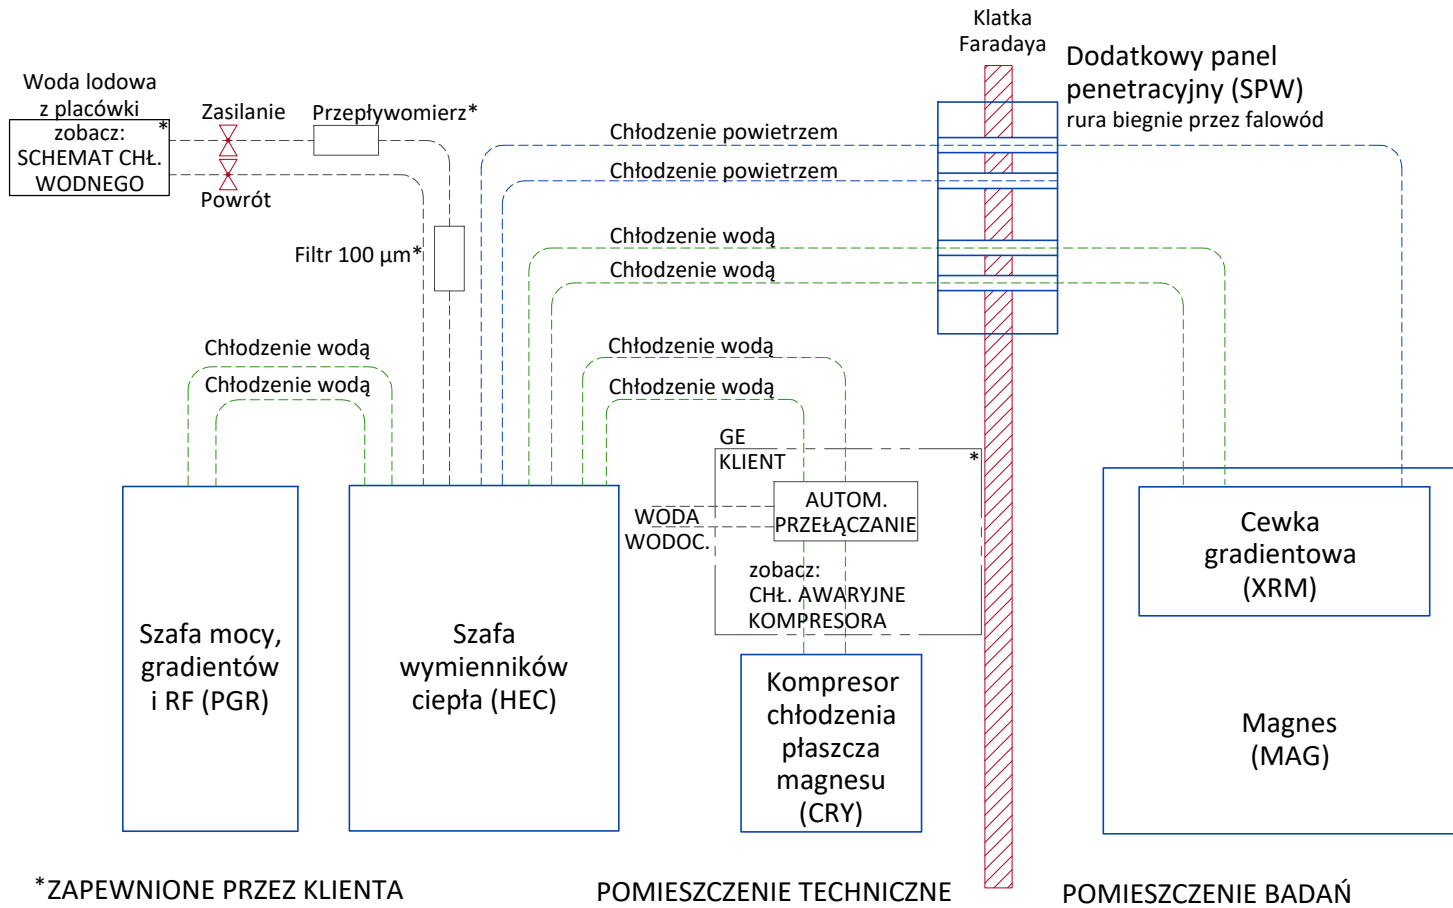 Klatka
Faradaya
Dodatkowy panel
penetracyjny (SPW)
rura biegnie przez falowód
Woda lodowa
z placówki
zobacz: *
SCHEMAT CHŁ.
WODNEGO
Zasilanie
Powrót
Przepływomierz*
Filtr 100 µm*
Chłodzenie powietrzem
Chłodzenie powietrzem
Chłodzenie wodą
Chłodzenie wodą
Chłodzenie wodą
Chłodzenie wodą
Chłodzenie wodą
Chłodzenie wodą
GE
KLIENT *
AUTOM.
PRZEŁĄCZANIE
WODA
WODOC.
zobacz:
CHŁ. AWARYJNE
KOMPRESORA
Szafa mocy,
gradientów
i RF (PGR)
Szafa
wymienników
ciepła (HEC)
Kompresor
chłodzenia
płaszcza
magnesu
(CRY)
Cewka
gradientowa
(XRM)
Magnes
(MAG)
*ZAPEWNIONE PRZEZ KLIENTA
POMIESZCZENIE TECHNICZNE
POMIESZCZENIE BADAŃ